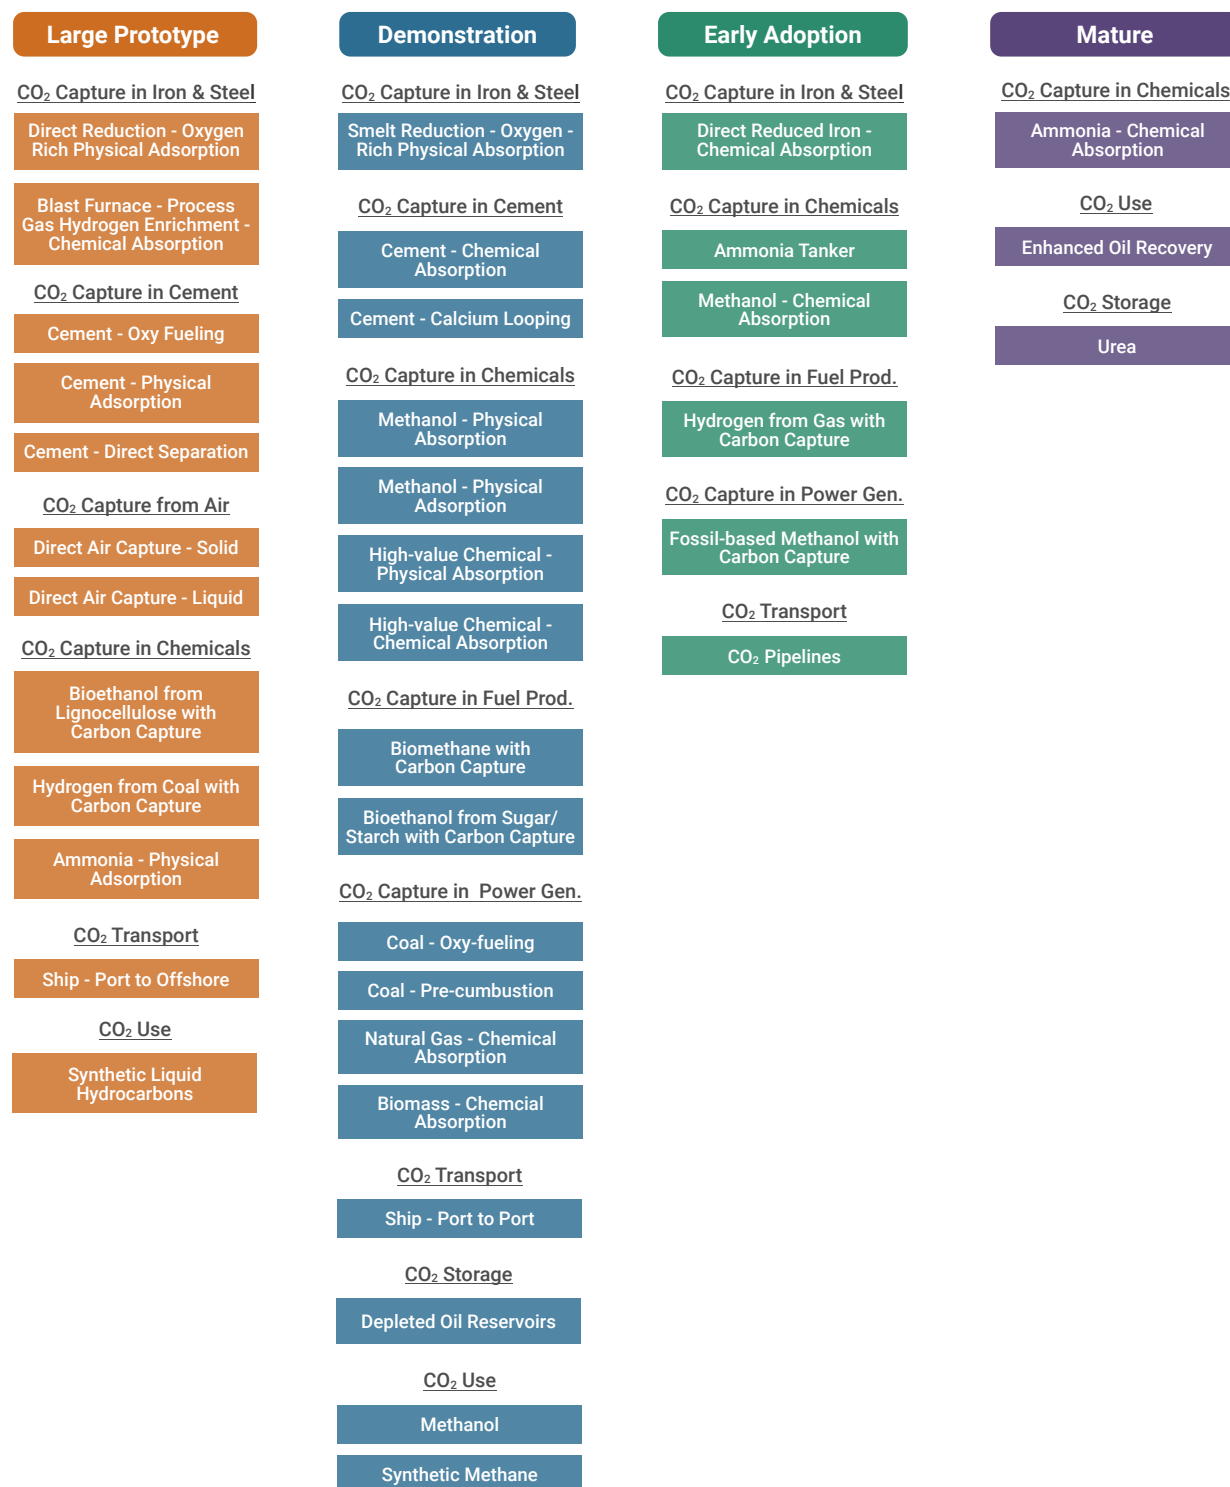 Large Prototype
CO₂ Capture in Iron & Steel
Direct Reduction - Oxygen
Rich Physical Adsorption
Blast Furnace - Process
Gas Hydrogen Enrichment -
Chemical Absorption
CO₂ Capture in Cement
Cement - Oxy Fueling
Cement - Physical
Adsorption
Cement - Direct Separation
CO₂ Capture from Air
Direct Air Capture - Solid
Direct Air Capture - Liquid
CO₂ Capture in Chemicals
Bioethanol from
Lignocellulose with
Carbon Capture
Hydrogen from Coal with
Carbon Capture
Ammonia - Physical
Adsorption
CO₂ Transport
Ship - Port to Offshore
CO₂ Use
Synthetic Liquid
Hydrocarbons
Demonstration
CO₂ Capture in Iron & Steel
Smelt Reduction - Oxygen -
Rich Physical Absorption
CO₂ Capture in Cement
Cement - Chemical
Absorption
Cement - Calcium Looping
CO₂ Capture in Chemicals
Methanol - Physical
Absorption
Methanol - Physical
Adsorption
High-value Chemical -
Physical Absorption
High-value Chemical -
Chemical Absorption
CO₂ Capture in Fuel Prod.
Biomethane with
Carbon Capture
Bioethanol from Sugar/
Starch with Carbon Capture
CO₂ Capture in Power Gen.
Coal - Oxy-fueling
Coal - Pre-cumbustion
Natural Gas - Chemical
Absorption
Biomass - Chemcial
Absorption
CO₂ Transport
Ship - Port to Port
CO₂ Storage
Depleted Oil Reservoirs
CO₂ Use
Methanol
Synthetic Methane
Early Adoption
CO₂ Capture in Iron & Steel
Direct Reduced Iron -
Chemical Absorption
CO₂ Capture in Chemicals
Ammonia Tanker
Methanol - Chemical
Absorption
CO₂ Capture in Fuel Prod.
Hydrogen from Gas with
Carbon Capture
CO₂ Capture in Power Gen.
Fossil-based Methanol with
Carbon Capture
CO₂ Transport
CO₂ Pipelines
Mature
CO₂ Capture in Chemicals
Ammonia - Chemical
Absorption
CO₂ Use
Enhanced Oil Recovery
CO₂ Storage
Urea